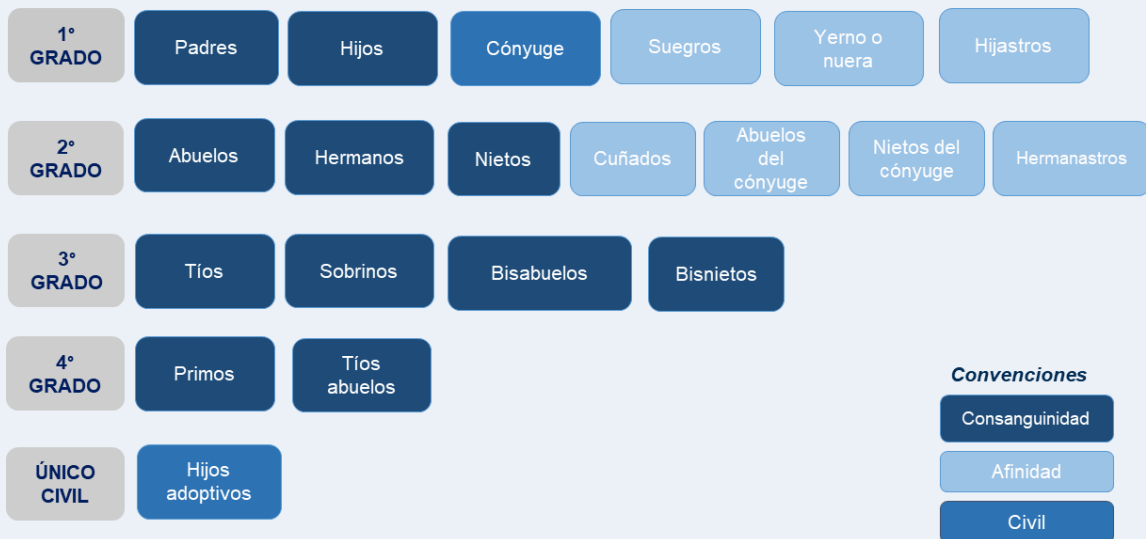 1°
GRADO
Padres
Hijos
Cónyuge
Suegros
Yerno o
nuera
Hijastros
2°
GRADO
Abuelos
Hermanos
Nietos
Cuñados
Abuelos
del
cónyuge
Nietos del
cónyuge
Hermanastros
3°
GRADO
Tíos
Sobrinos
Bisabuelos
Bisnietos
4°
GRADO
Primos
Tíos
abuelos
Convenciones
Consanguinidad
Afinidad
Civil
ÚNICO
CIVIL
Hijos
adoptivos